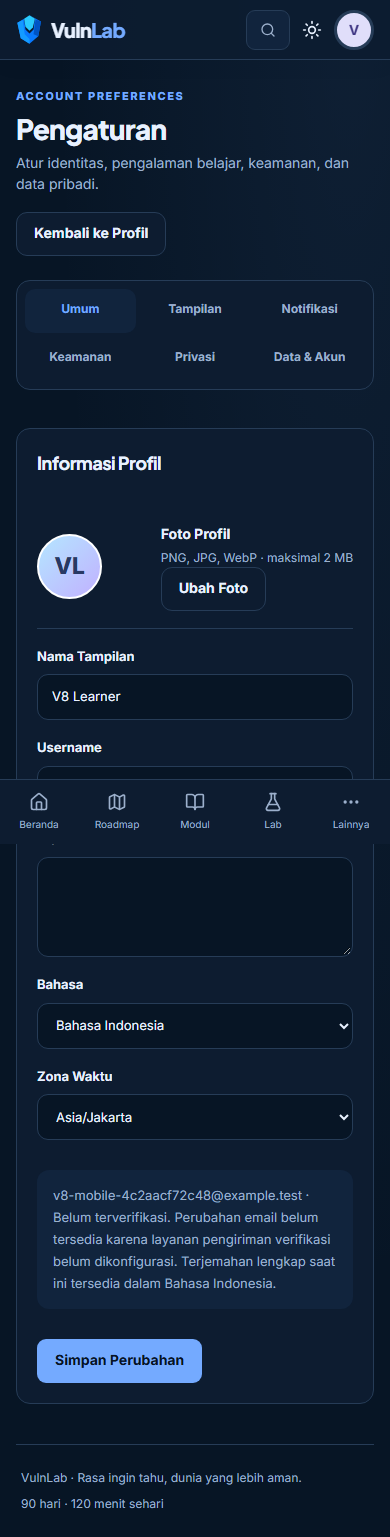 VulnLab
V
ACCOUNT PREFERENCES
Pengaturan
Atur identitas, pengalaman belajar, keamanan, dan
data pribadi.
Kembali ke Profil
Umum Tampilan Notifikasi
Keamanan Privasi Data & Akun
Informasi Profil
VL
Foto Profil
PNG, JPG, WebP · maksimal 2 MB
Ubah Foto
Nama Tampilan
V8 Learner
Username
Beranda Roadmap Modul Lab Lainnya
Bahasa
Bahasa Indonesia
Zona Waktu
Asia/Jakarta
v8-mobile-4c2aacf72c48@example.test ·
Belum terverifikasi. Perubahan email belum
tersedia karena layanan pengiriman verifikasi
belum dikonfigurasi. Terjemahan lengkap saat
ini tersedia dalam Bahasa Indonesia.
Simpan Perubahan
VulnLab · Rasa ingin tahu, dunia yang lebih aman.
90 hari · 120 menit sehari